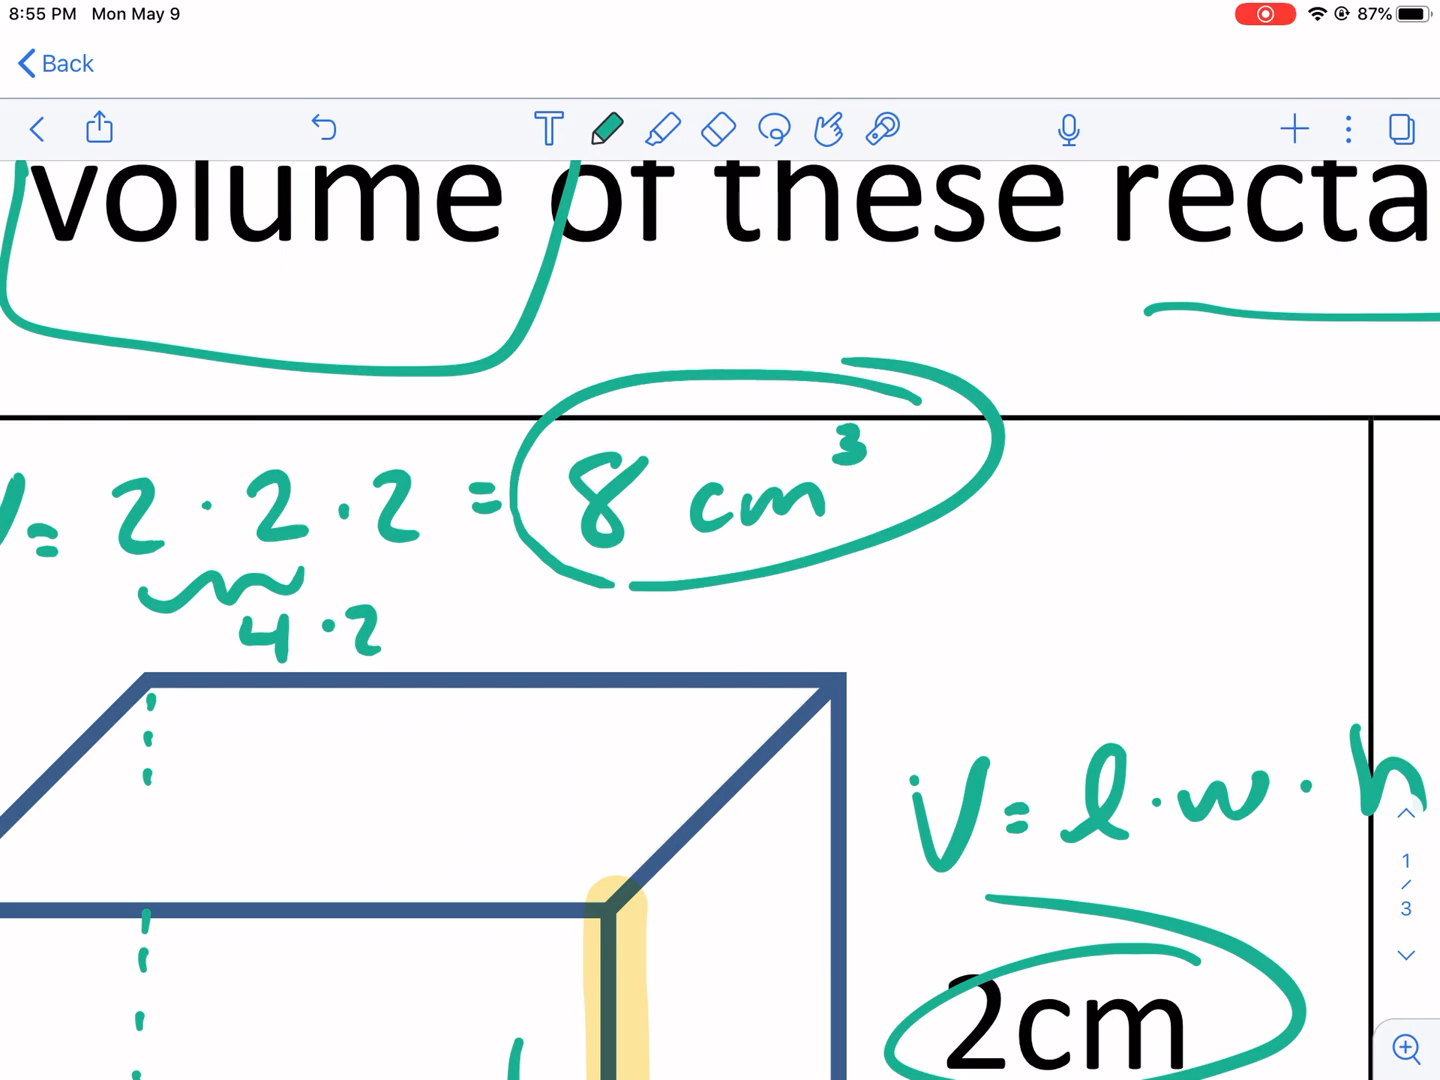 8:55 PM Mon May 9
87%
Back
T
volume of these recta
V = 2 · 2 · 2 = 8 cm³
4 · 2
V = l · w · h
1
/
3
2cm